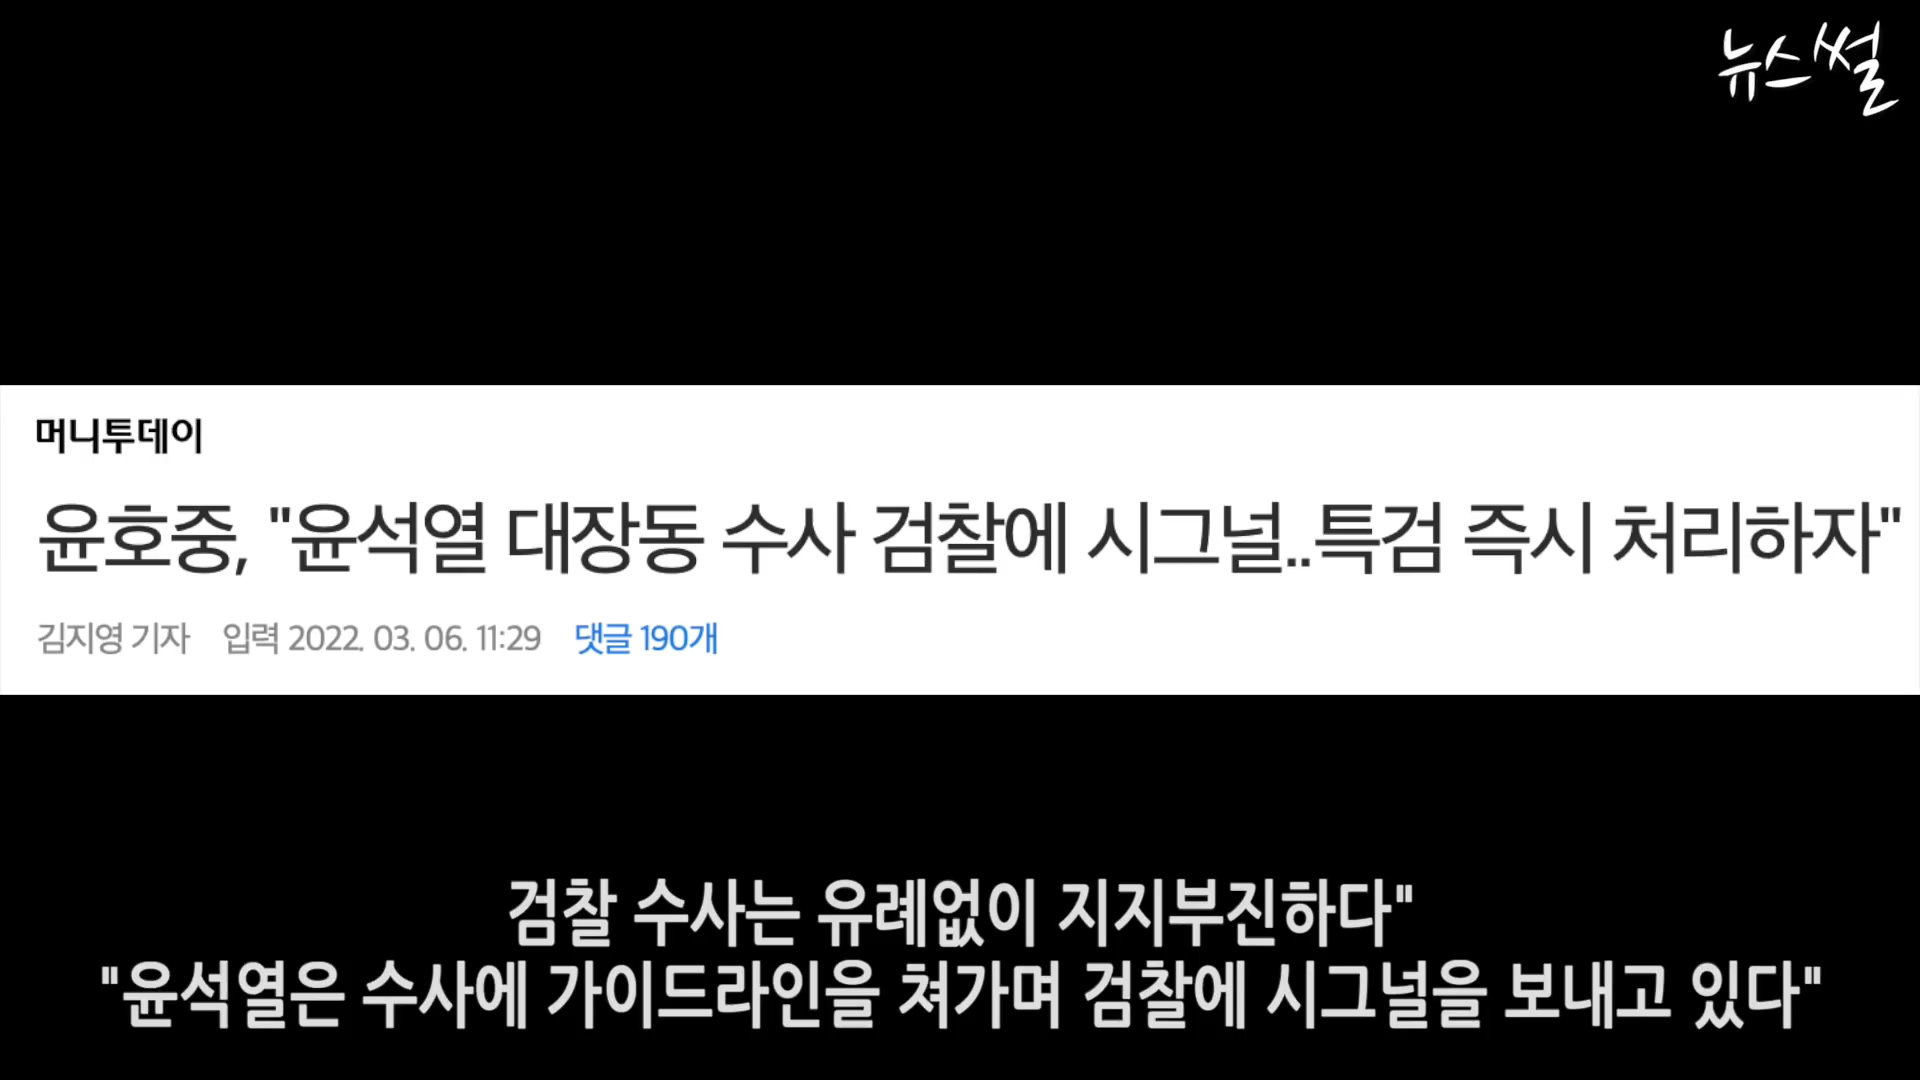 뉴스썰
머니투데이
윤호중, "윤석열 대장동 수사 검찰에 시그널..특검 즉시 처리하자"
김지영 기자 입력 2022. 03. 06. 11:29 댓글 190개
검찰 수사는 유례없이 지지부진하다"
"윤석열은 수사에 가이드라인을 쳐가며 검찰에 시그널을 보내고 있다"